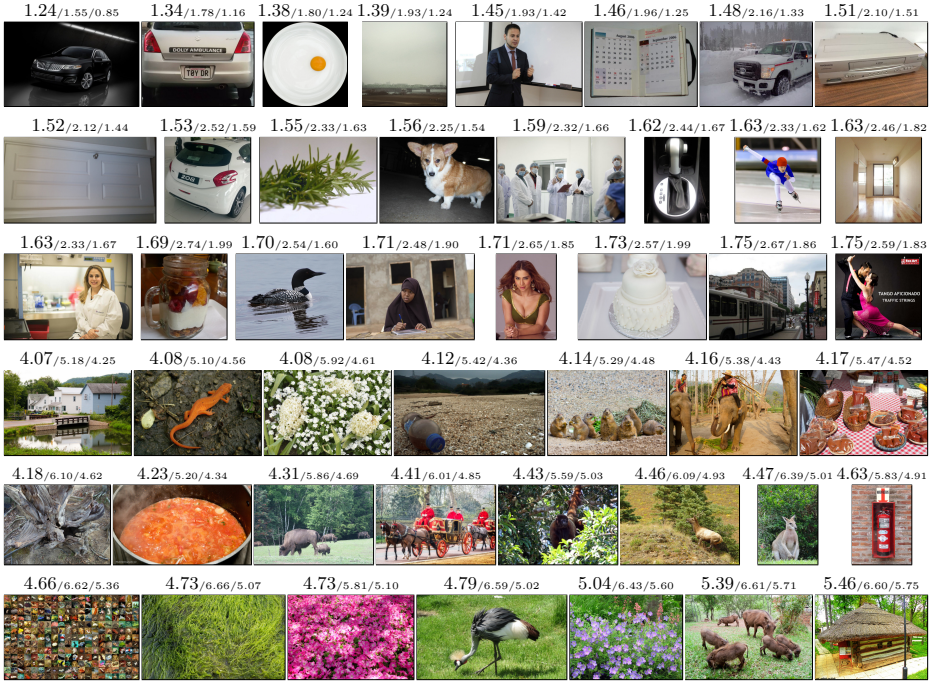 1.24/1.55/0.85 1.34/1.78/1.16 1.38/1.80/1.24 1.39/1.93/1.24 1.45/1.93/1.42 1.46/1.96/1.25 1.48/2.16/1.33 1.51/2.10/1.51
DOLLY AMBULANCE
T8Y DR
1.52/2.12/1.44 1.53/2.52/1.59 1.55/2.33/1.63 1.56/2.25/1.54 1.59/2.32/1.66 1.62/2.44/1.67 1.63/2.33/1.62 1.63/2.46/1.82
1.63/2.33/1.67 1.69/2.74/1.99 1.70/2.54/1.60 1.71/2.48/1.90 1.71/2.65/1.85 1.73/2.57/1.99 1.75/2.67/1.86 1.75/2.59/1.83
TANGO AFICIONADO
TRAFFIC STRINGS
4.07/5.18/4.25 4.08/5.10/4.56 4.08/5.92/4.61 4.12/5.42/4.36 4.14/5.29/4.48 4.16/5.38/4.43 4.17/5.47/4.52
4.18/6.10/4.62 4.23/5.20/4.34 4.31/5.86/4.69 4.41/6.01/4.85 4.43/5.59/5.03 4.46/6.09/4.93 4.47/6.39/5.01 4.63/5.83/4.91
4.66/6.62/5.36 4.73/6.66/5.07 4.73/5.81/5.10 4.79/6.59/5.02 5.04/6.43/5.60 5.39/6.61/5.71 5.46/6.60/5.75